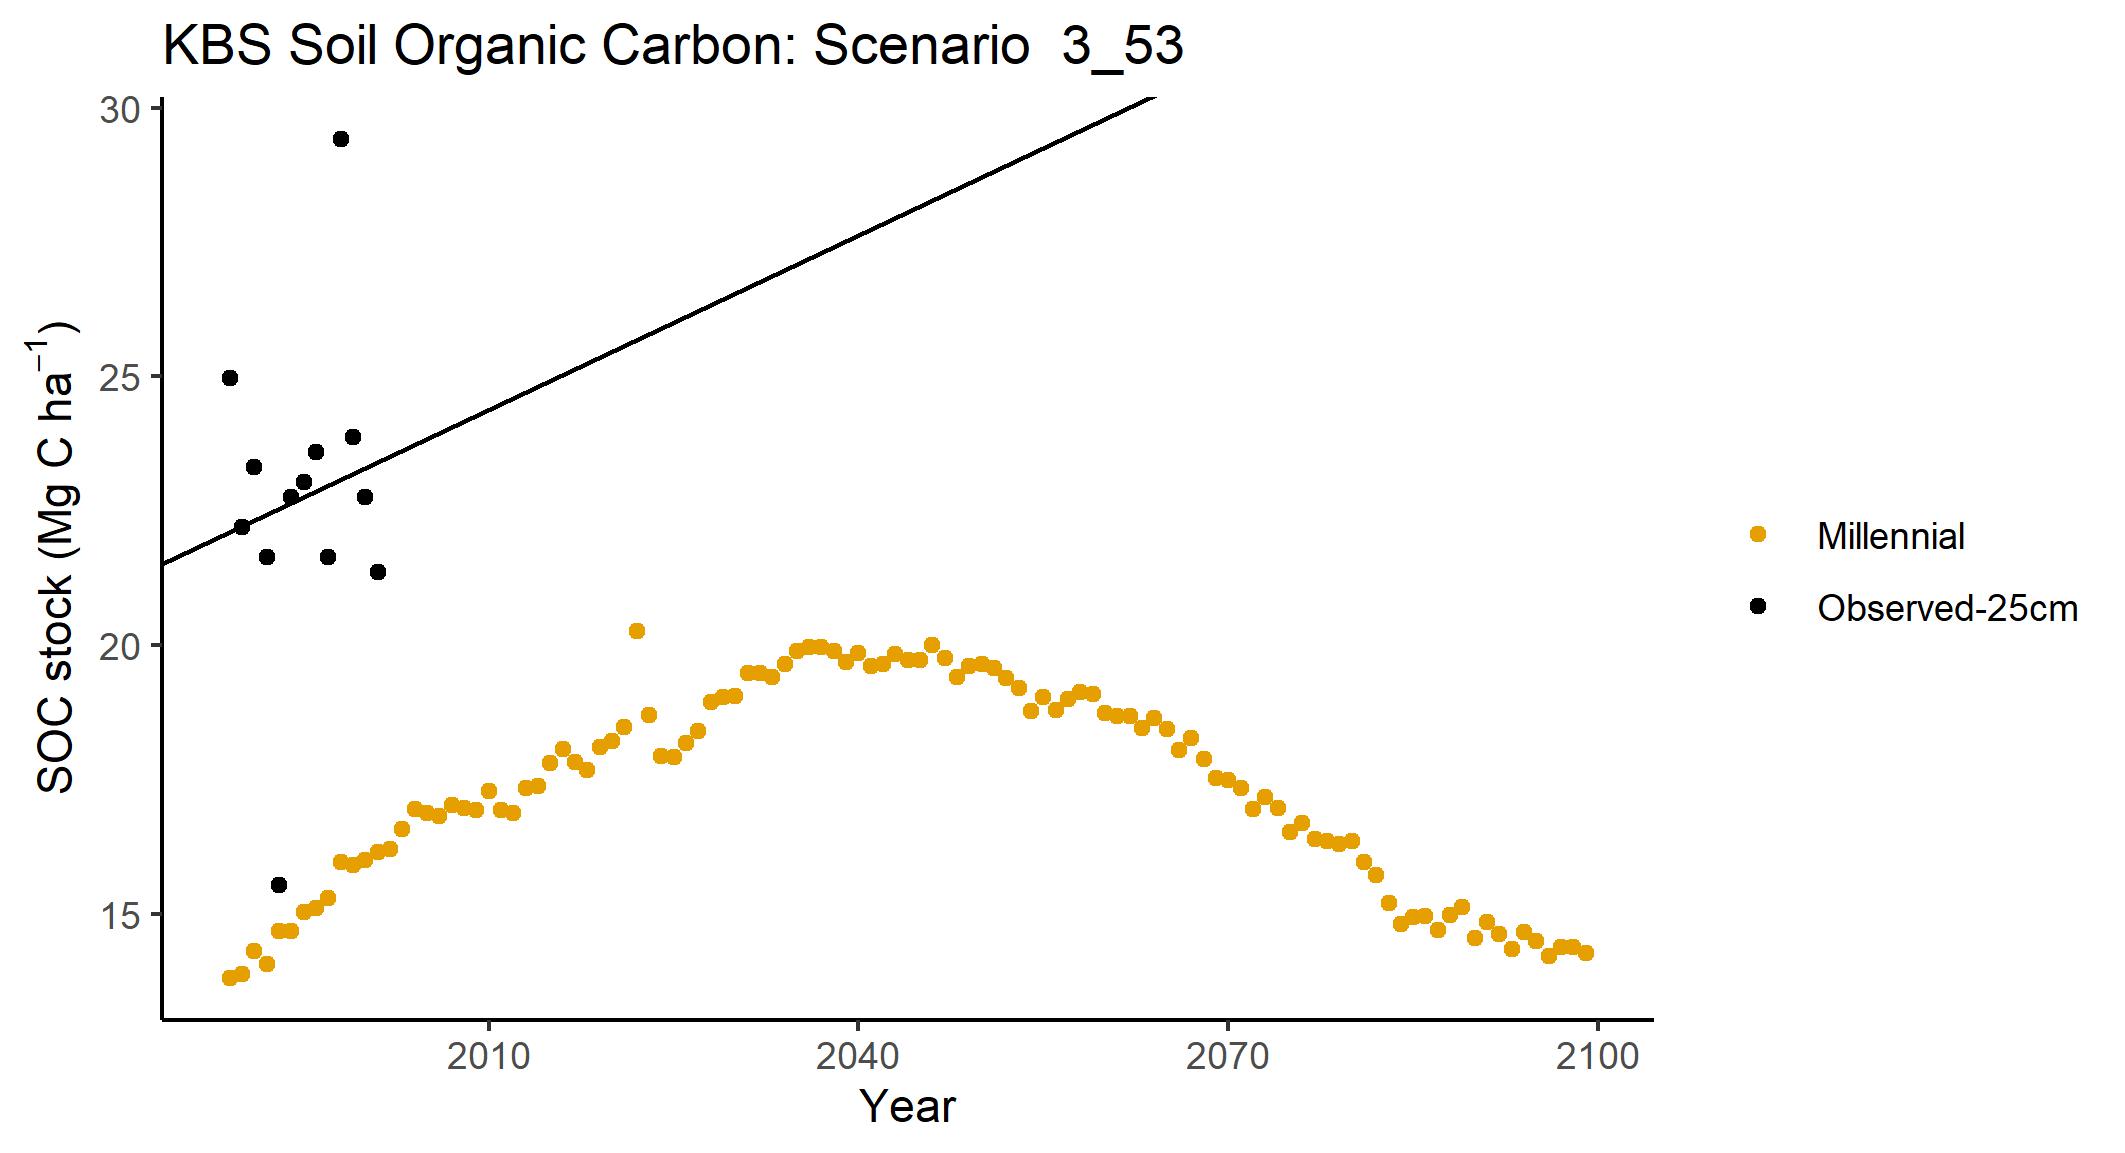 KBS Soil Organic Carbon: Scenario  3_53
SOC stock (Mg C ha⁻¹)
30
25
20
15
2010
2040
2070
2100
Year
Millennial
Observed-25cm